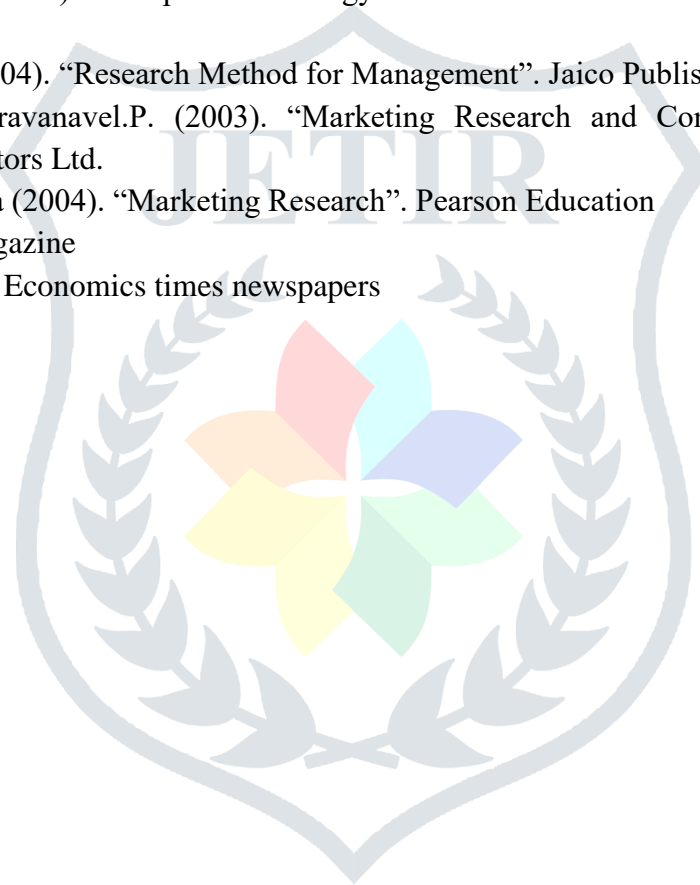 04). “Research Method for Management”. Jaico Publis
ravanavel.P. (2003). “Marketing Research and Con
tors Ltd.
a (2004). “Marketing Research”. Pearson Education
gazine
Economics times newspapers
JETIR